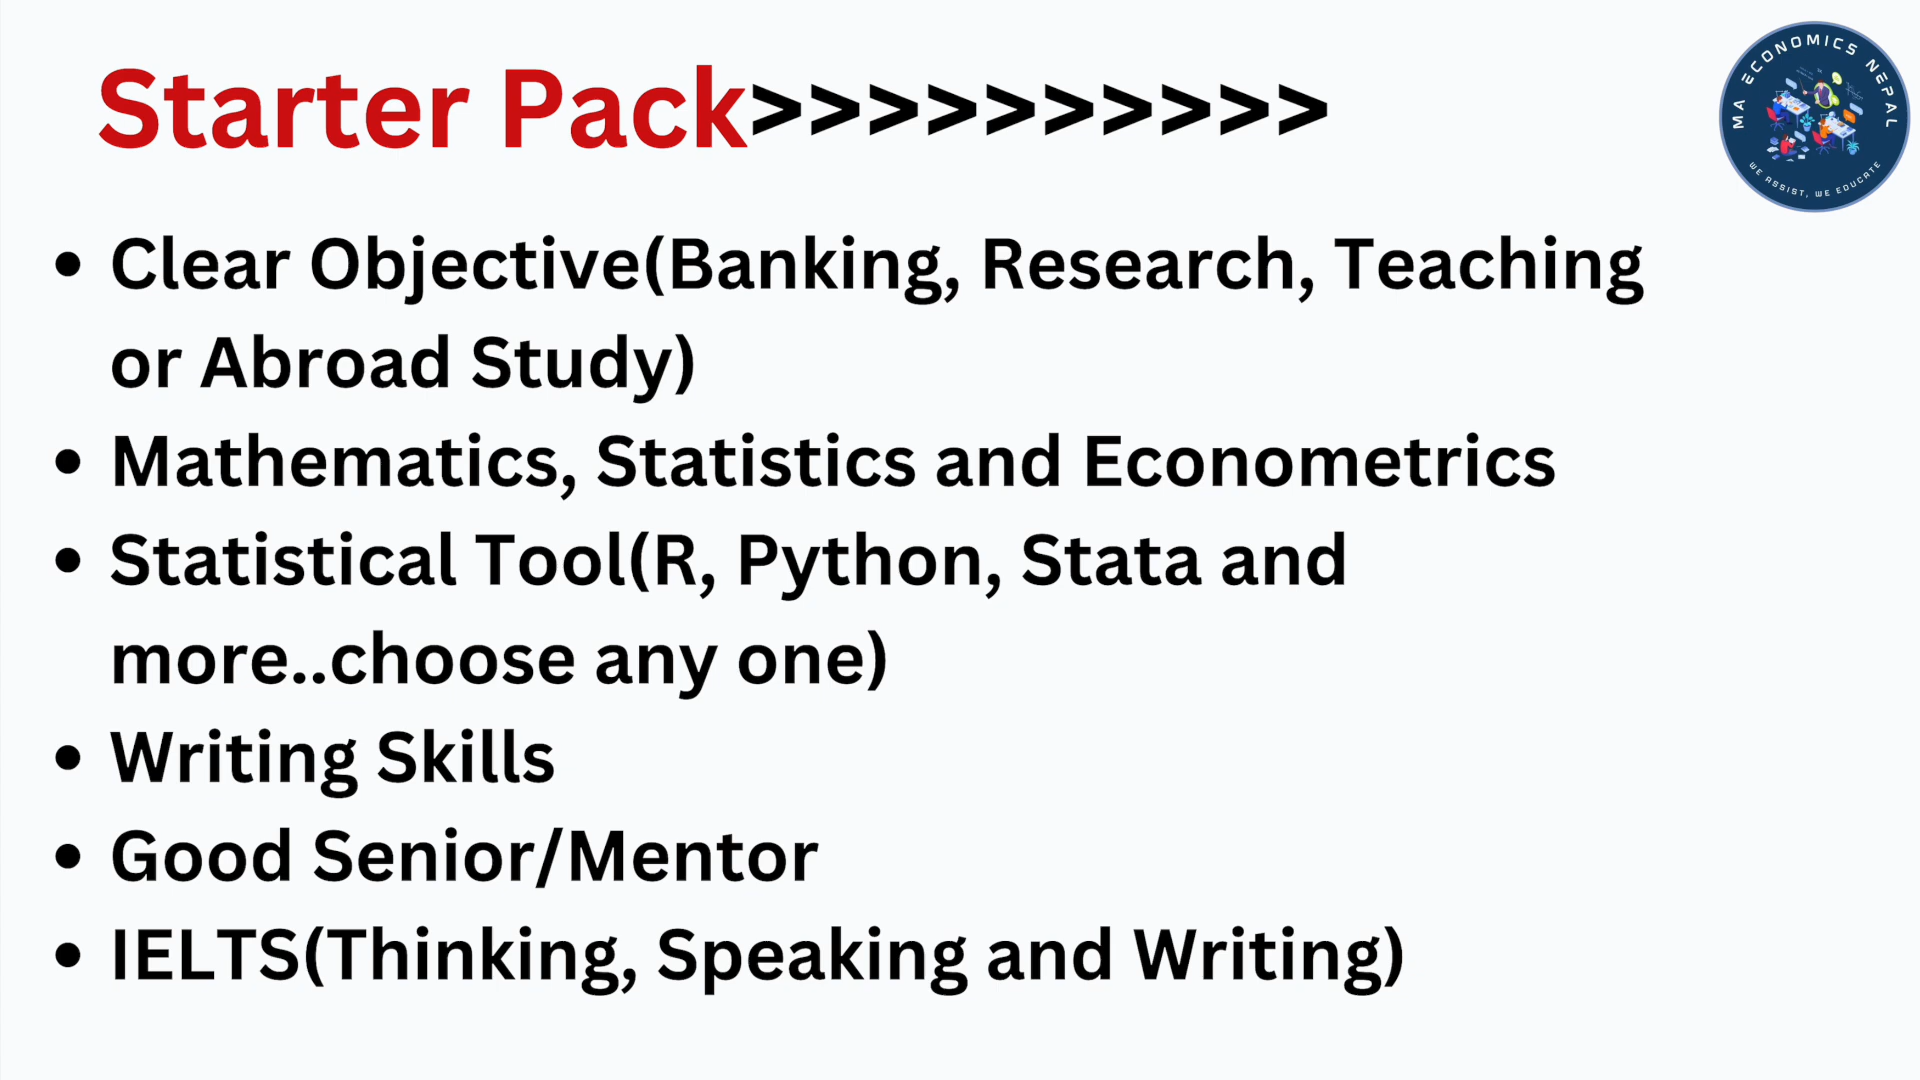 Starter Pack>>>>>>>>>>
MA ECONOMICS NEPAL
WE ASSIST, WE EDUCATE
• Clear Objective(Banking, Research, Teaching
or Abroad Study)
• Mathematics, Statistics and Econometrics
• Statistical Tool(R, Python, Stata and
more..choose any one)
• Writing Skills
• Good Senior/Mentor
• IELTS(Thinking, Speaking and Writing)